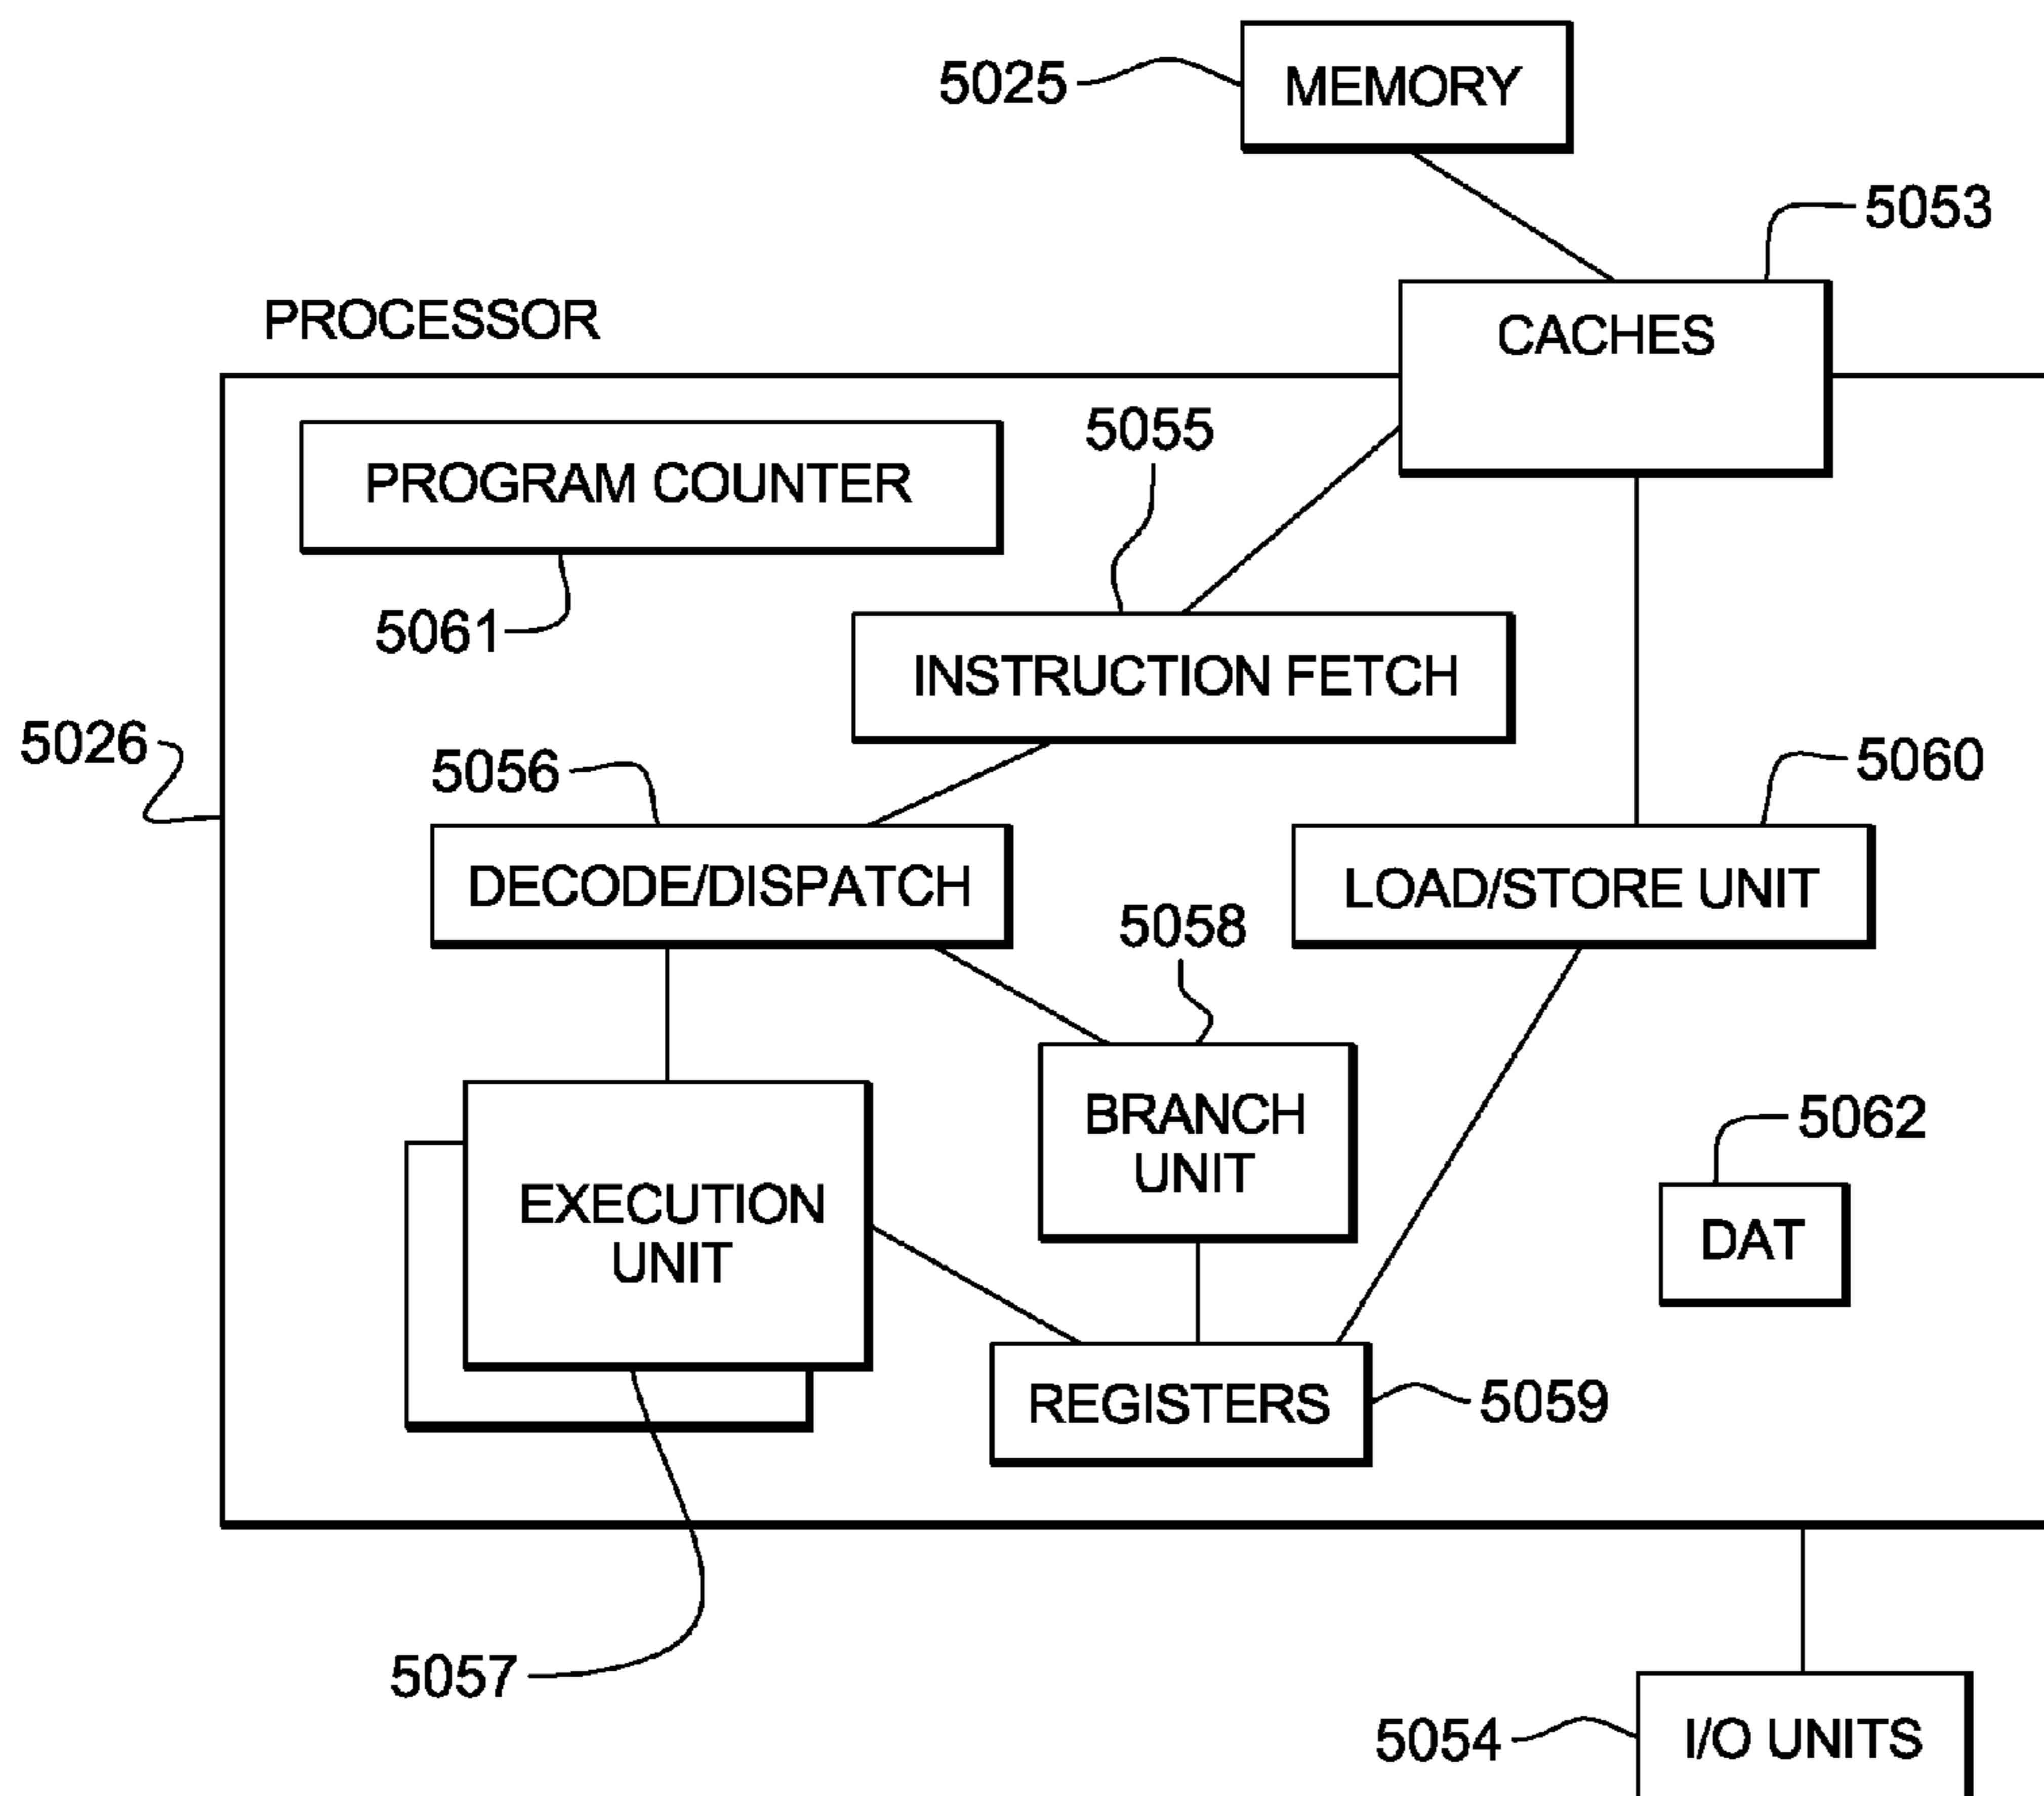 MEMORY
5025
5053
CACHES
PROCESSOR
5055
PROGRAM COUNTER
5061
INSTRUCTION FETCH
5026
5056
5060
DECODE/DISPATCH
LOAD/STORE UNIT
5058
BRANCH
UNIT
5062
EXECUTION
UNIT
DAT
REGISTERS
5059
5057
5054
I/O UNITS